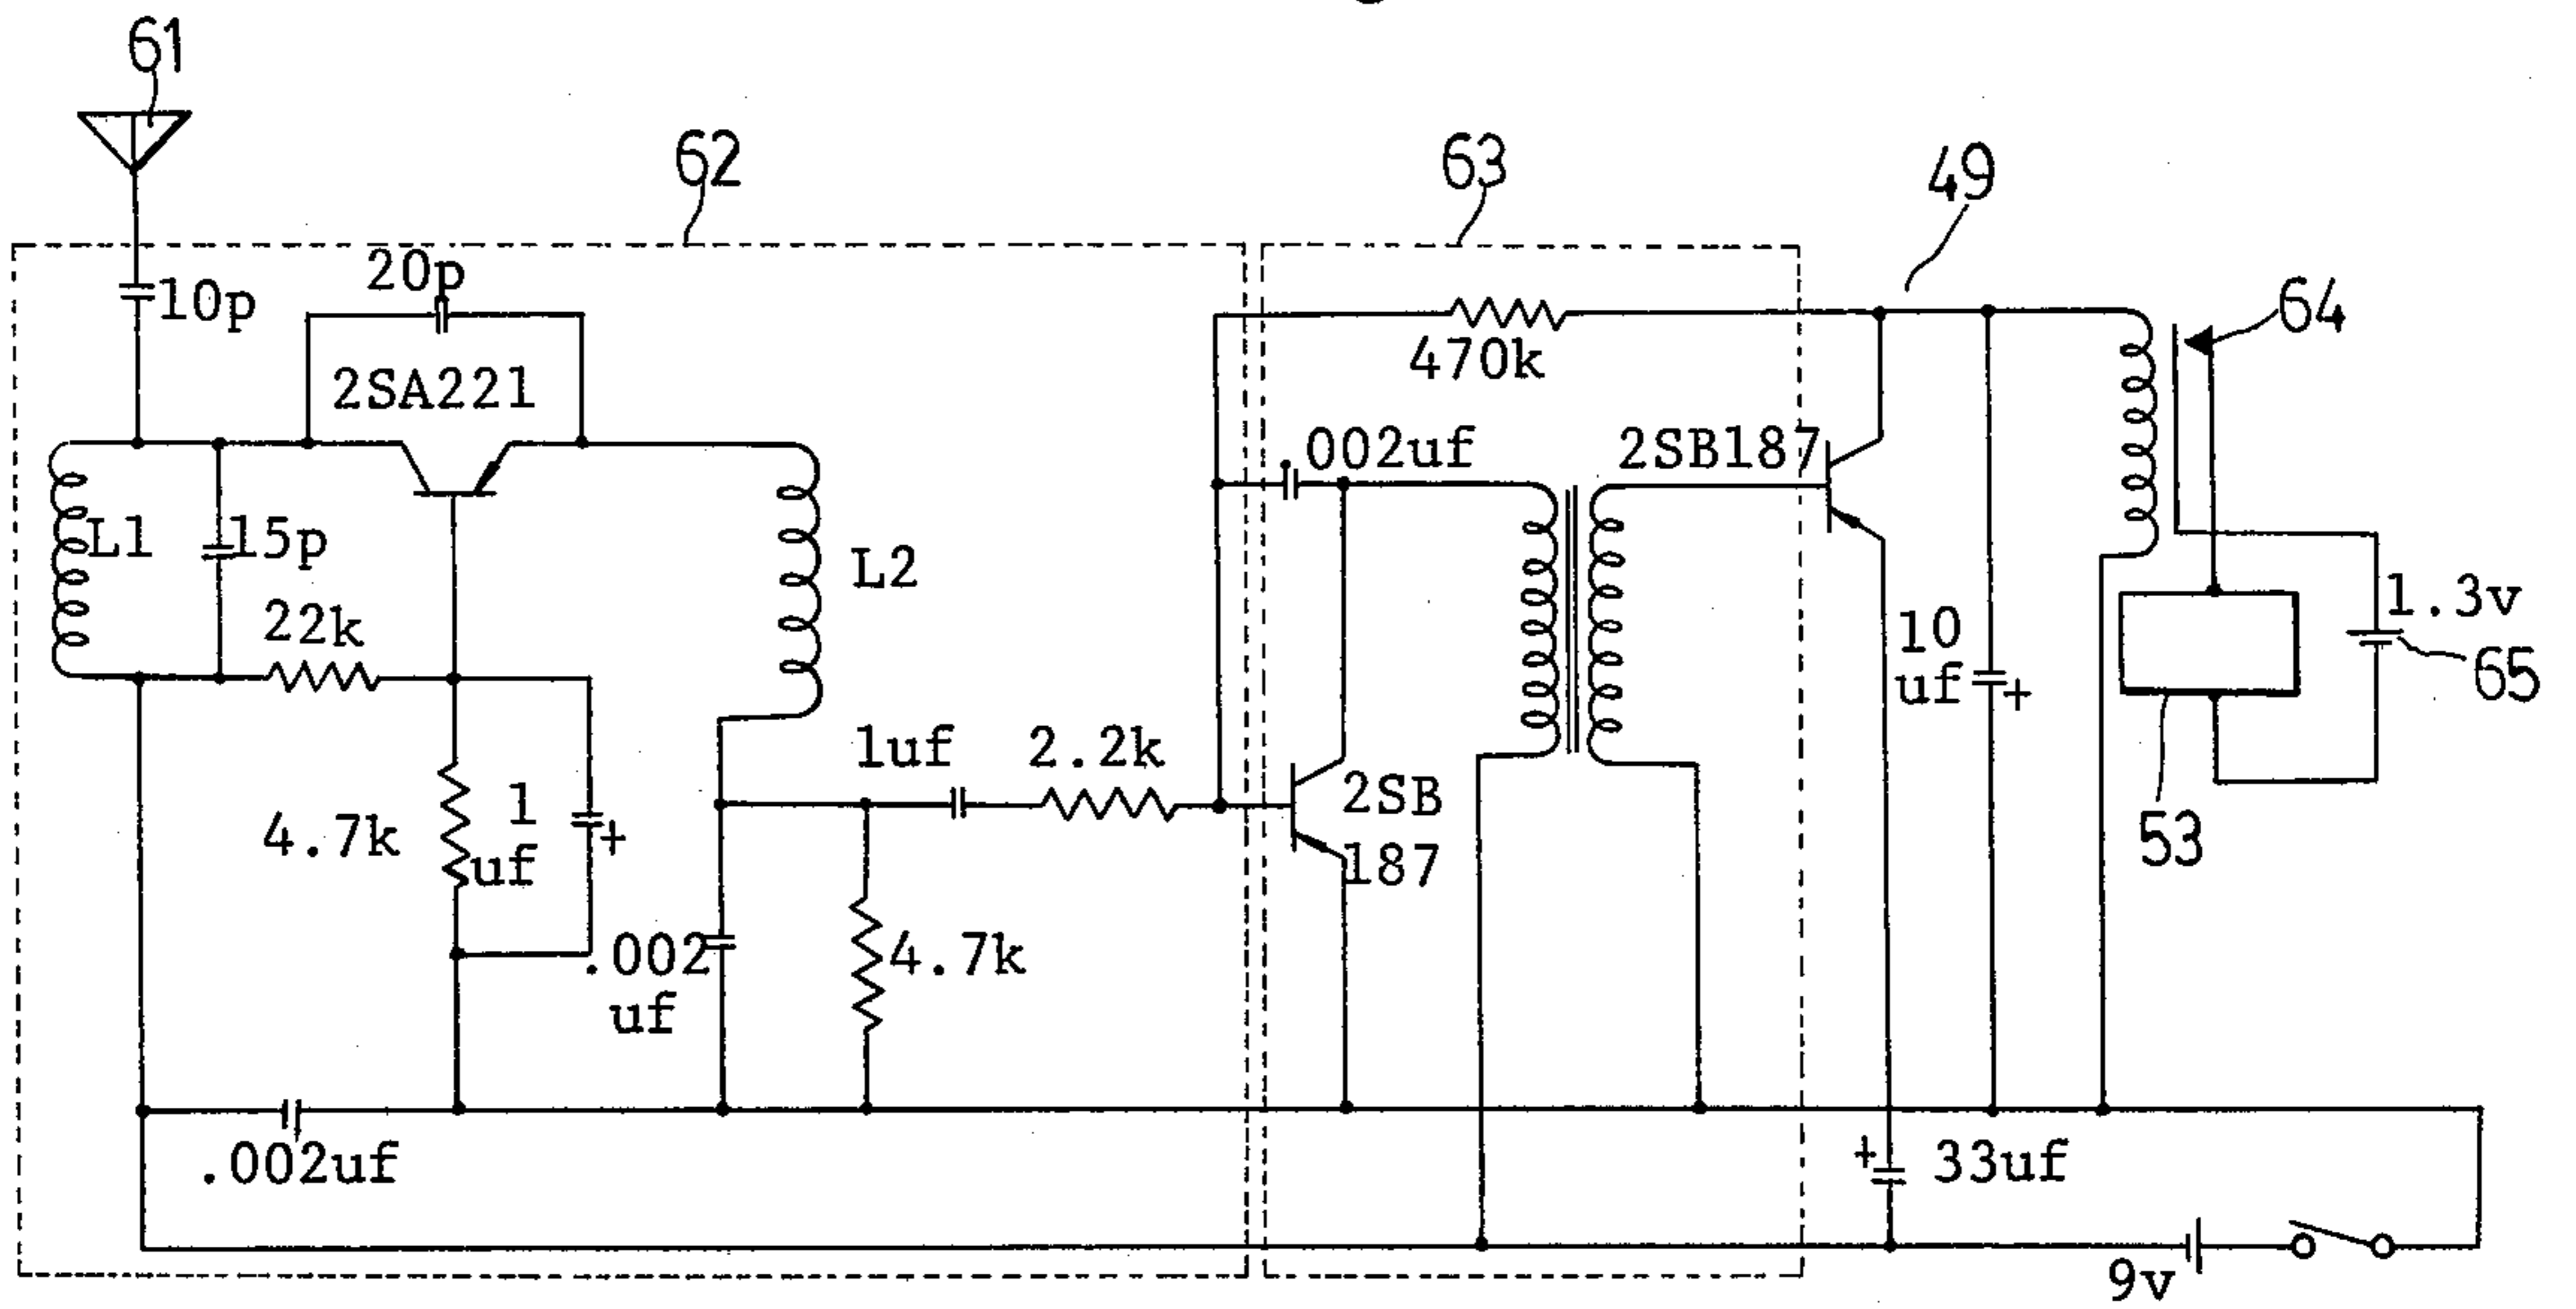 61
62
63
49
10p
20p
64
2SA221
470k
.002uf
2SB187
L1
15p
L2
22k
10
uf
1.3v
65
1uf
2.2k
2SB
187
4.7k
1
uf
53
.002
uf
4.7k
.002uf
33uf
9v
+
+
+